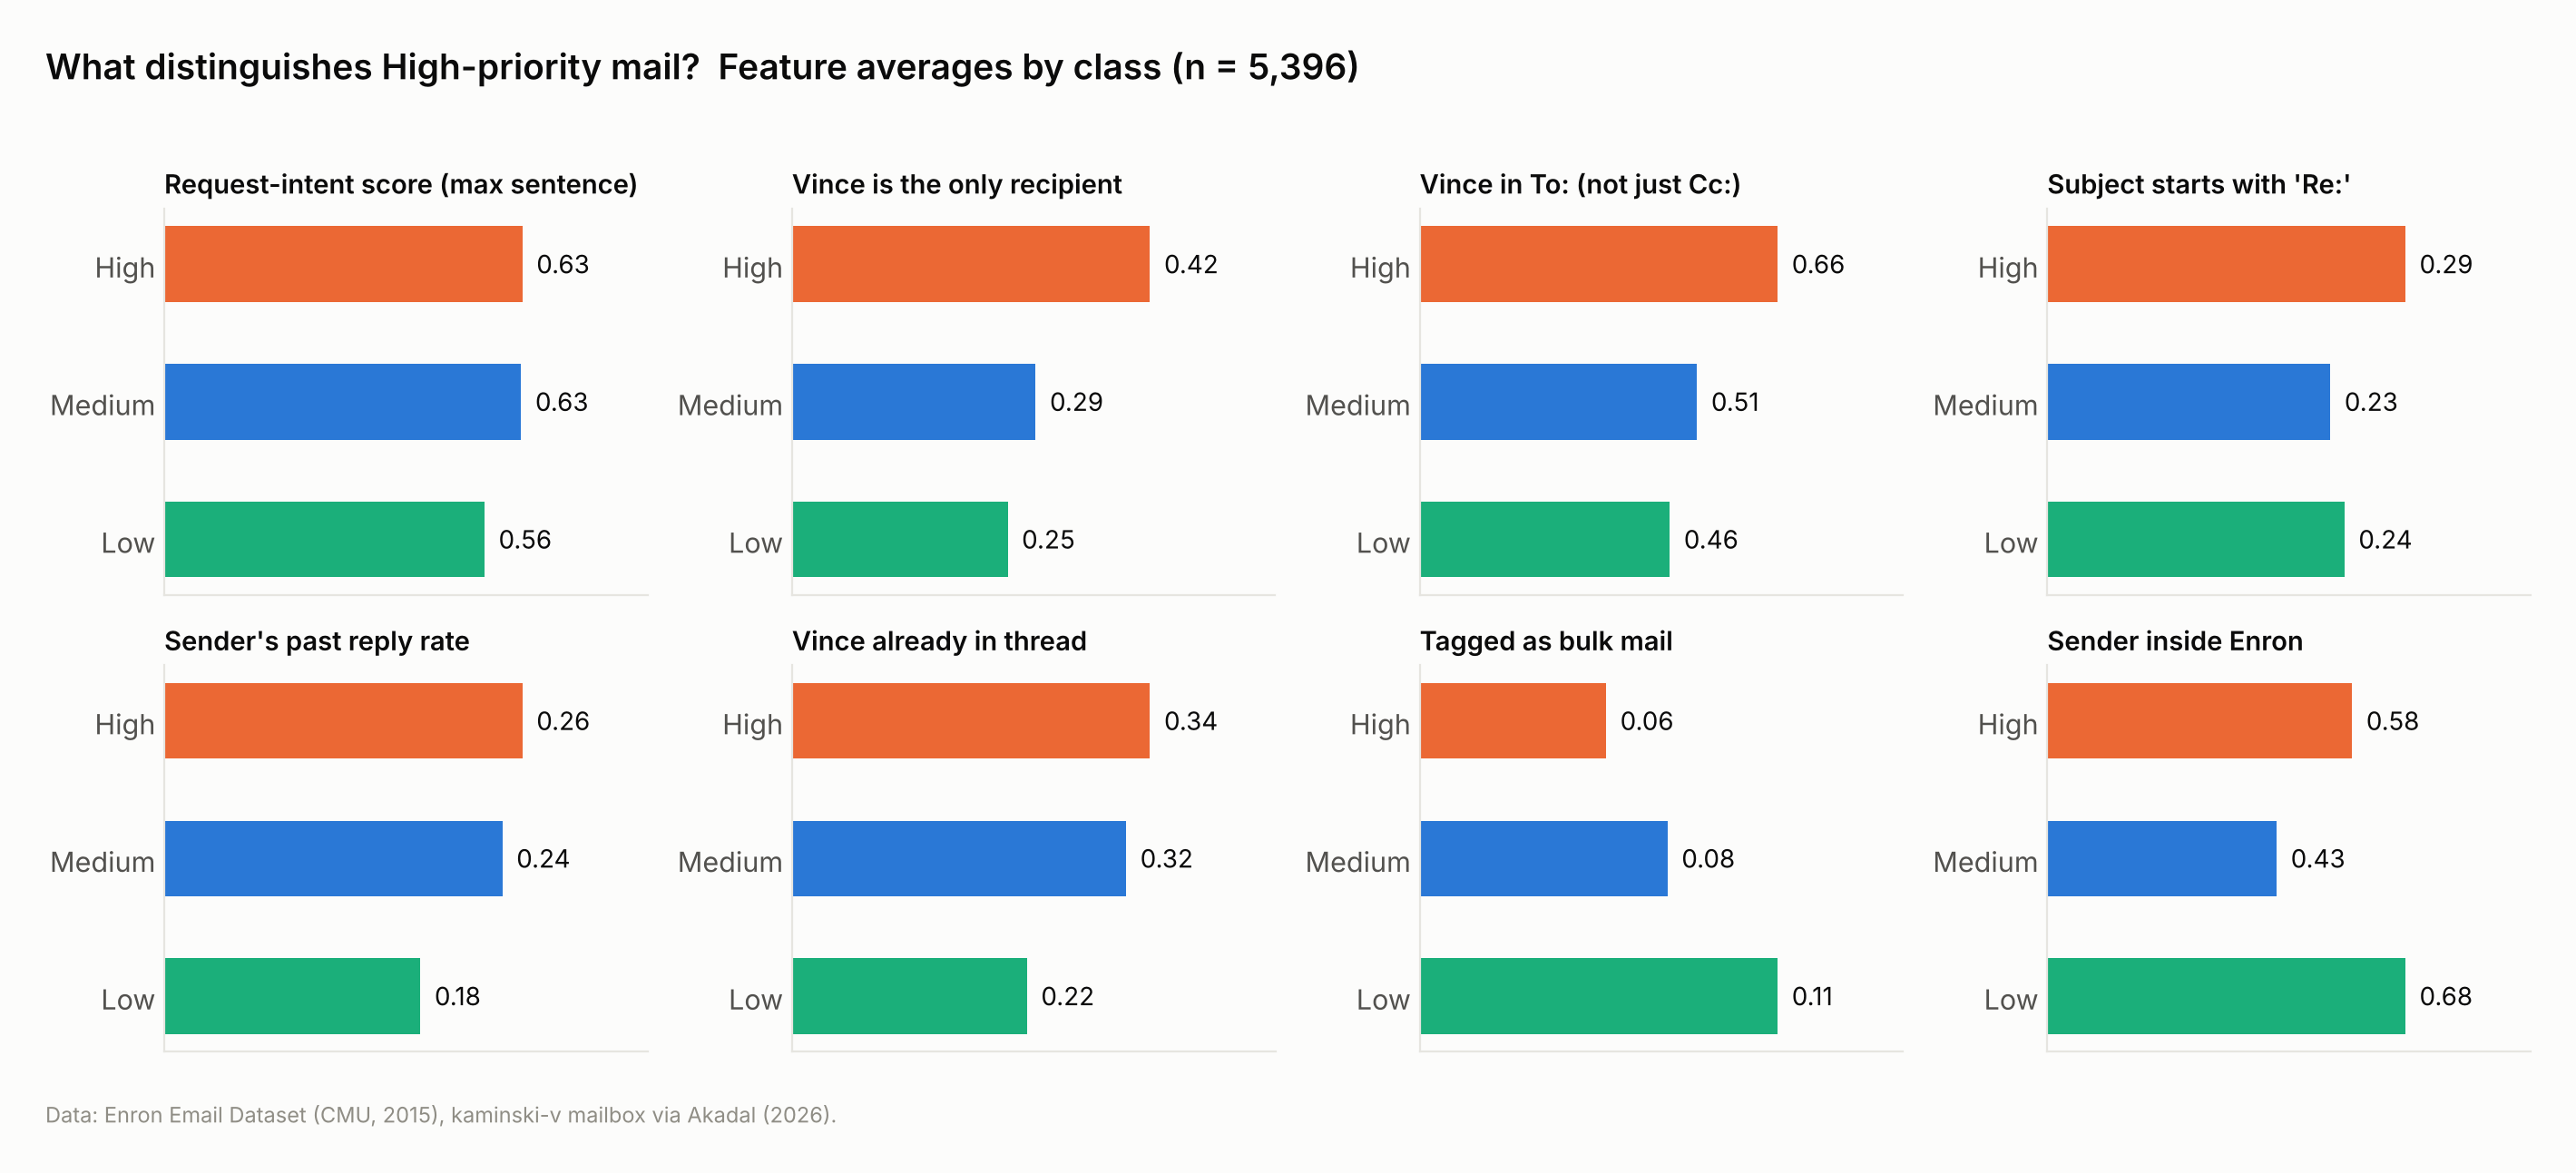 What distinguishes High-priority mail?  Feature averages by class (n = 5,396)
Request-intent score (max sentence)
High 0.63
Medium 0.63
Low 0.56
Vince is the only recipient
High 0.42
Medium 0.29
Low 0.25
Vince in To: (not just Cc:)
High 0.66
Medium 0.51
Low 0.46
Subject starts with 'Re:'
High 0.29
Medium 0.23
Low 0.24
Sender's past reply rate
High 0.26
Medium 0.24
Low 0.18
Vince already in thread
High 0.34
Medium 0.32
Low 0.22
Tagged as bulk mail
High 0.06
Medium 0.08
Low 0.11
Sender inside Enron
High 0.58
Medium 0.43
Low 0.68
Data: Enron Email Dataset (CMU, 2015), kaminski-v mailbox via Akadal (2026).